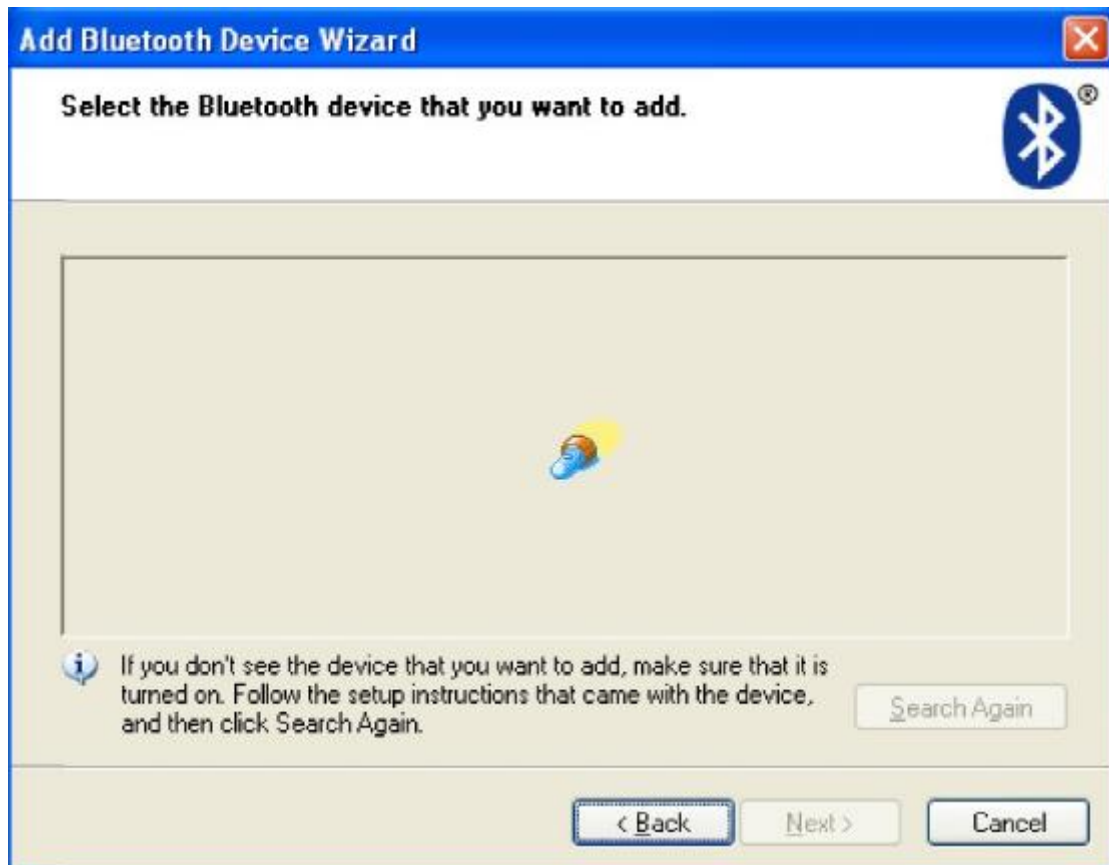 Add Bluetooth Device Wizard
Select the Bluetooth device that you want to add.
®
If you don't see the device that you want to add, make sure that it is
turned on. Follow the setup instructions that came with the device,
and then click Search Again.
Search Again
< Back
Next >
Cancel